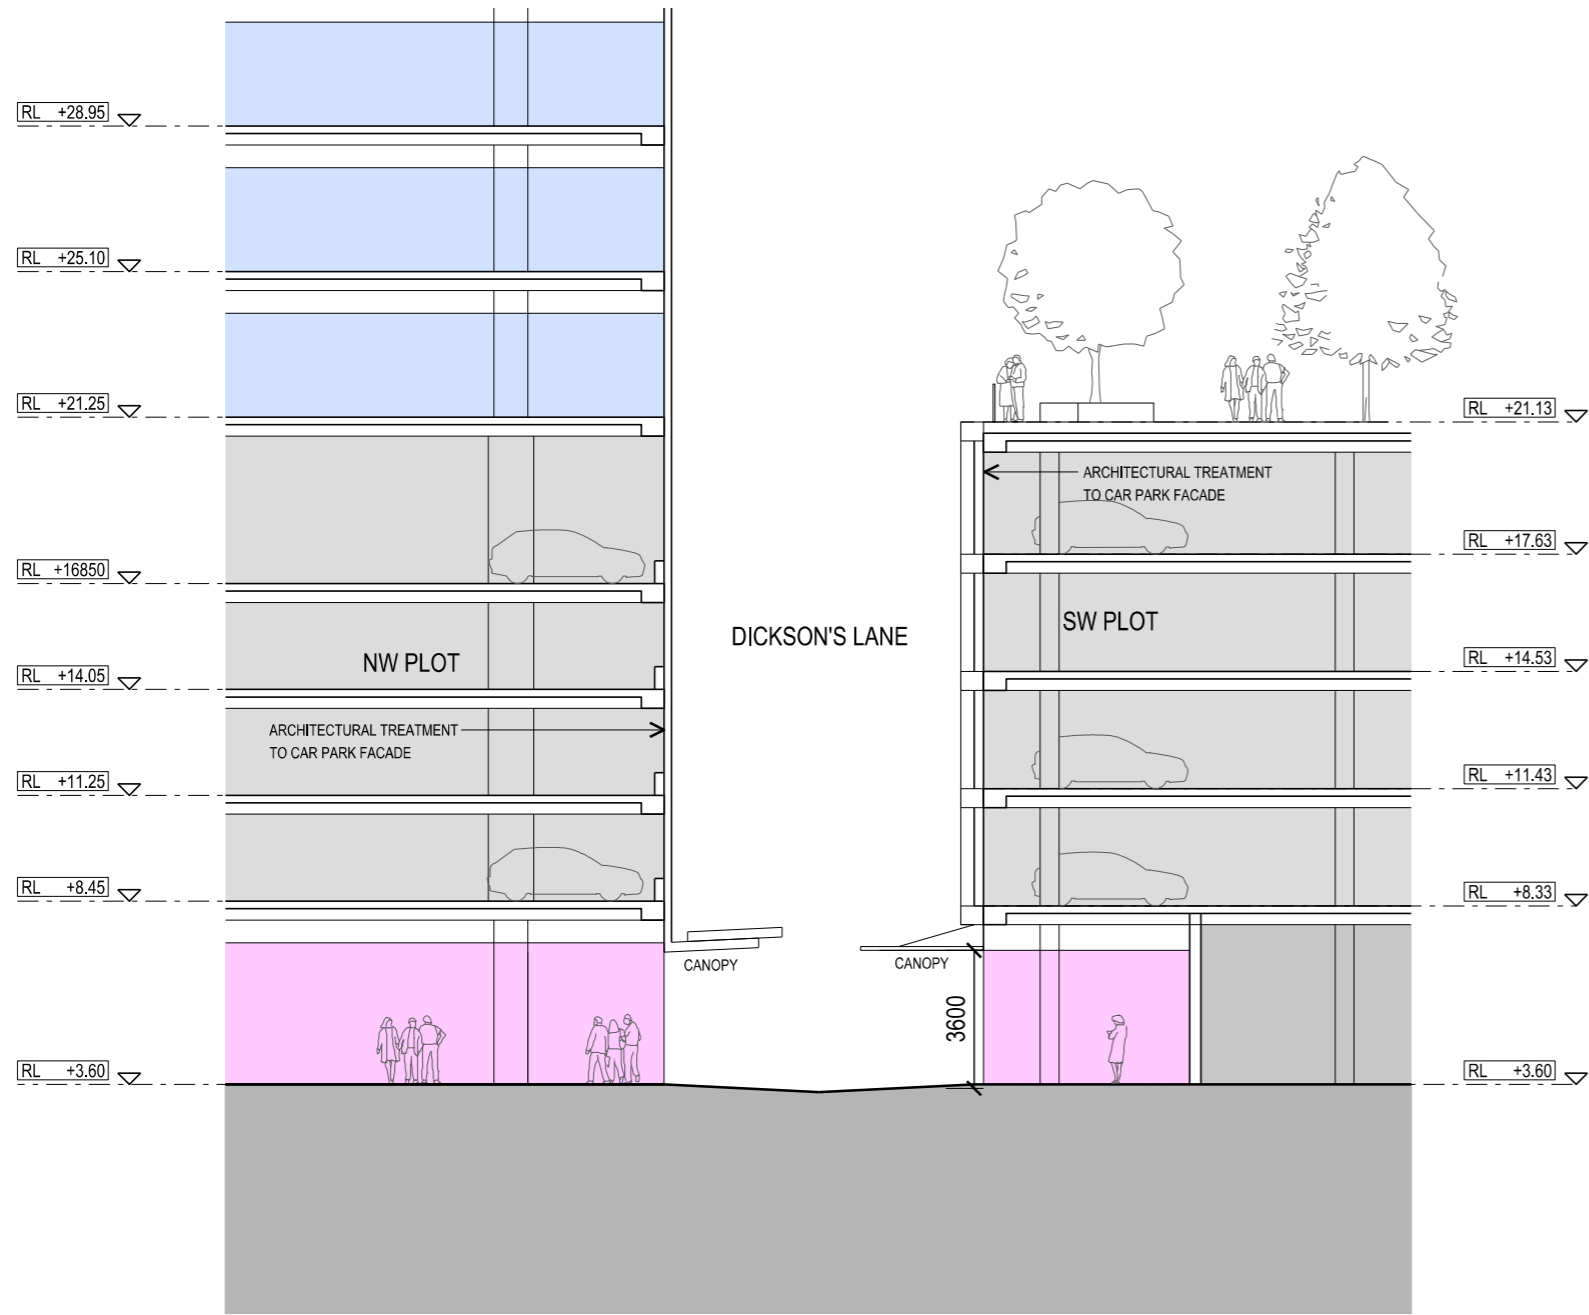 RL +28.95
RL +25.10
RL +21.25
RL +21.13
ARCHITECTURAL TREATMENT
TO CAR PARK FACADE
RL +17.63
RL +16850
DICKSON'S LANE
SW PLOT
NW PLOT
RL +14.53
RL +14.05
ARCHITECTURAL TREATMENT
TO CAR PARK FACADE
RL +11.25
RL +11.43
RL +8.45
RL +8.33
CANOPY
CANOPY
3600
RL +3.60
RL +3.60